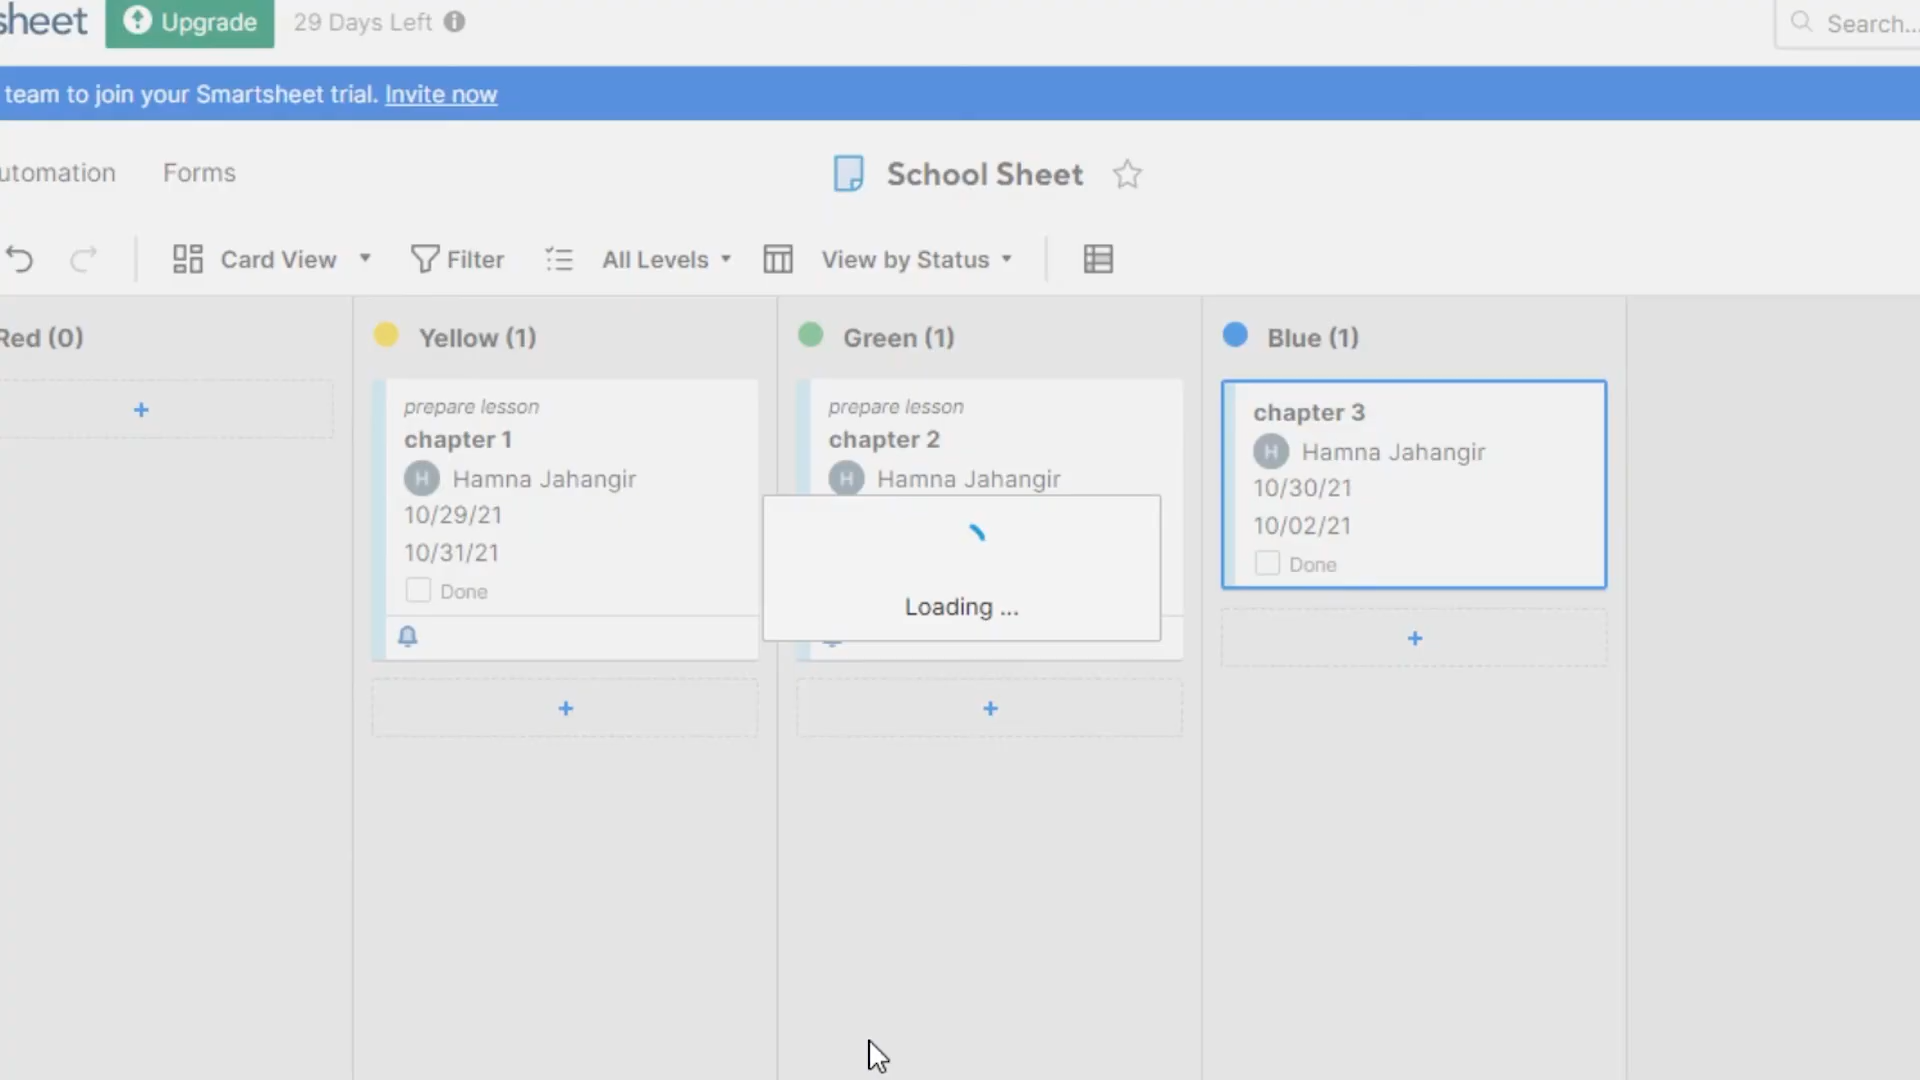 sheet
Upgrade
29 Days Left
Search...
team to join your Smartsheet trial. Invite now
utomation
Forms
School Sheet
Card View
Filter
All Levels
View by Status
Red (0)
Yellow (1)
Green (1)
Blue (1)
+
prepare lesson
chapter 1
H Hamna Jahangir
10/29/21
10/31/21
Done
+
prepare lesson
chapter 2
H Hamna Jahangir
+
chapter 3
H Hamna Jahangir
10/30/21
10/02/21
Done
+
Loading ...